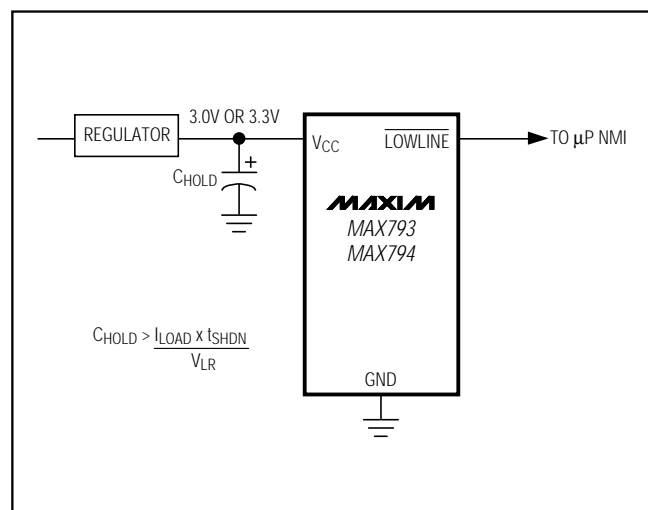 3.0V OR 3.3V
REGULATOR
VCC
LOWLINE
TO μP NMI
CHOLD
+
MAXIM
MAX793
MAX794
CHOLD > ILOAD x tSHDN
VLR
GND